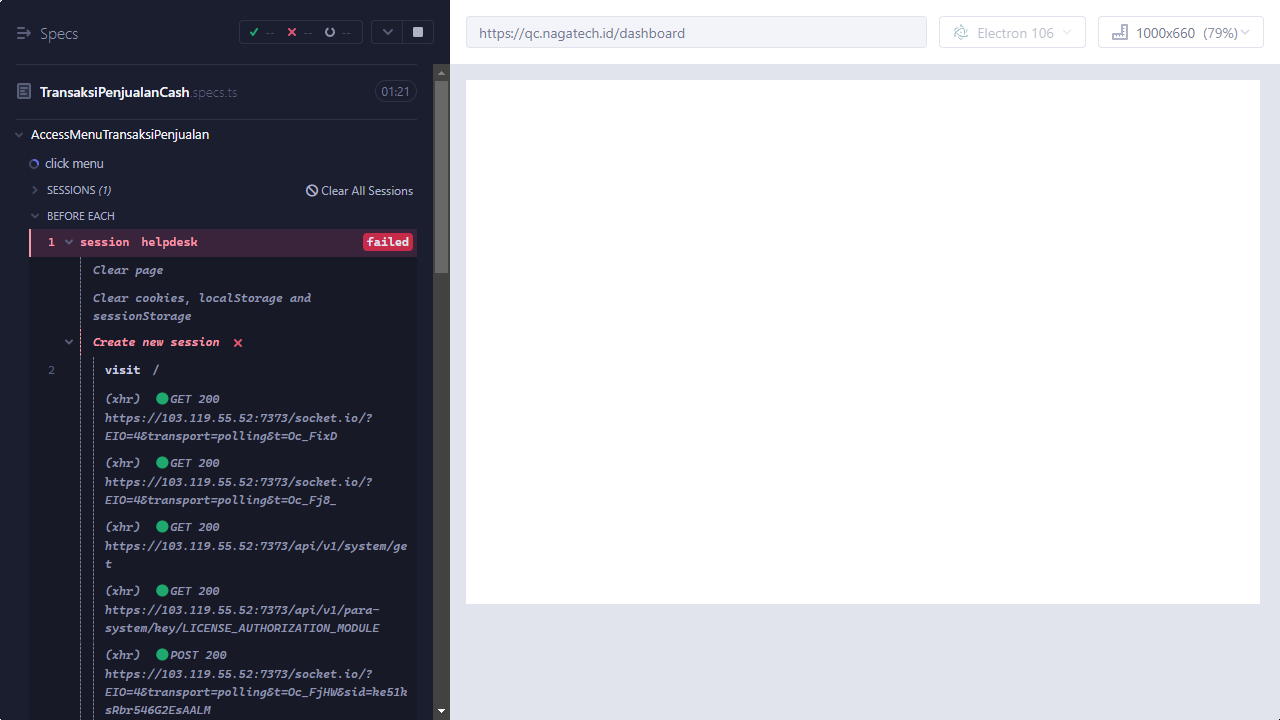 Specs
--
--
--
https://qc.nagatech.id/dashboard
Electron 106
1000x660 (79%)
TransaksiPenjualanCash.specs.ts
01:21
AccessMenuTransaksiPenjualan
click menu
SESSIONS (1)
Clear All Sessions
BEFORE EACH
1 session helpdesk failed
Clear page
Clear cookies, localStorage and
sessionStorage
Create new session
2 visit /
(xhr) GET 200
https://103.119.55.52:7373/socket.io/?
EIO=4&transport=polling&t=Oc_FixD
(xhr) GET 200
https://103.119.55.52:7373/socket.io/?
EIO=4&transport=polling&t=Oc_Fj8_
(xhr) GET 200
https://103.119.55.52:7373/api/v1/system/ge
t
(xhr) GET 200
https://103.119.55.52:7373/api/v1/para-
system/key/LICENSE_AUTHORIZATION_MODULE
(xhr) POST 200
https://103.119.55.52:7373/socket.io/?
EIO=4&transport=polling&t=Oc_FjHW&sid=ke51k
sRbr546G2EsAALM